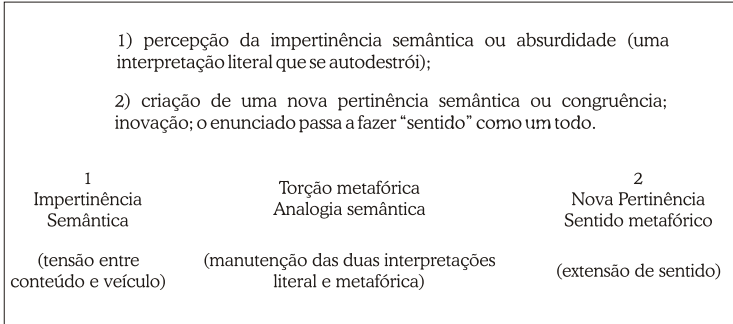 1) percepção da impertinência semântica ou absurdidade (uma
interpretação literal que se autodestrói);
2) criação de uma nova pertinência semântica ou congruência;
inovação; o enunciado passa a fazer “sentido” como um todo.
1
Impertinência
Semântica
(tensão entre
conteúdo e veículo)
Torção metafórica
Analogia semântica
(manutenção das duas interpretações
literal e metafórica)
2
Nova Pertinência
Sentido metafórico
(extensão de sentido)